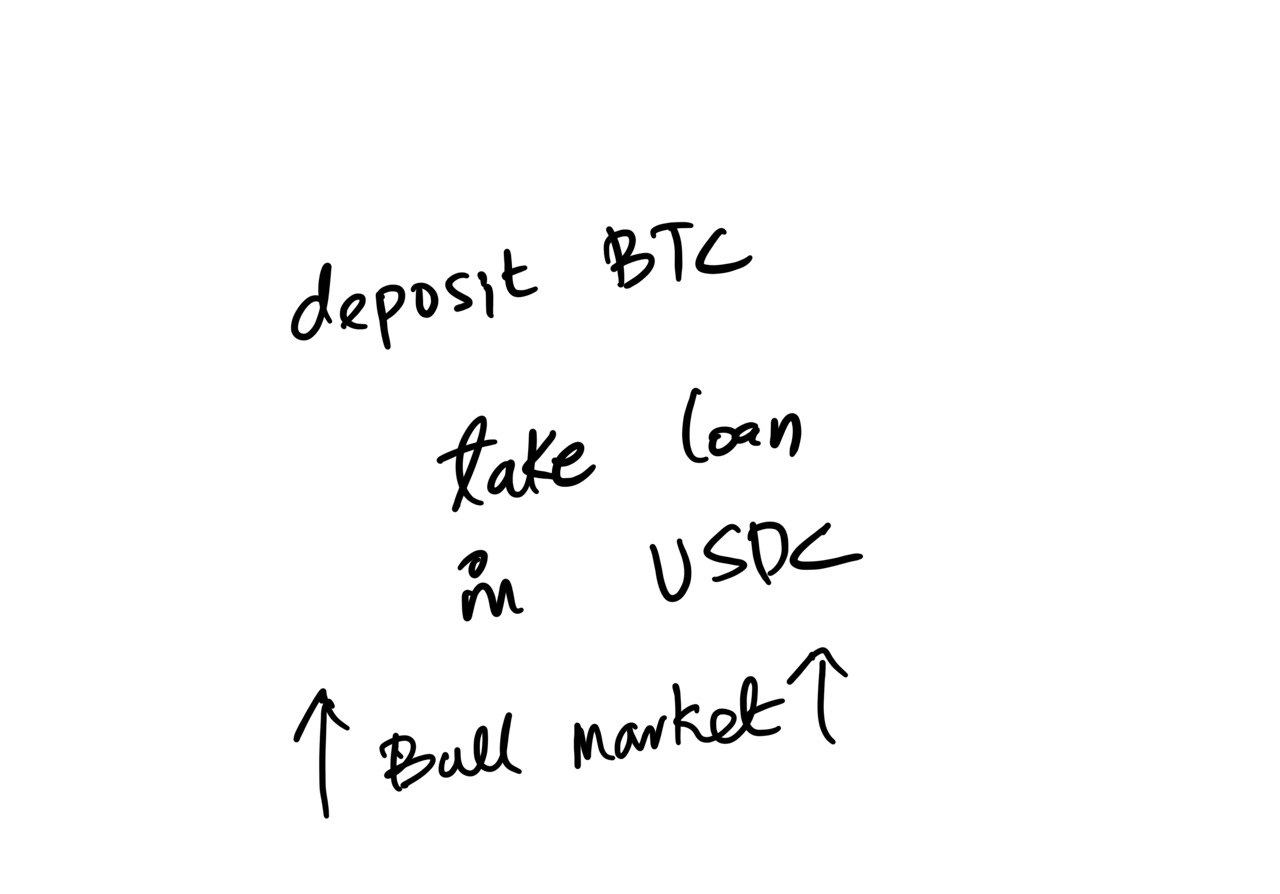 deposit BTC
take loan
in USDC
↑ Bull market ↑